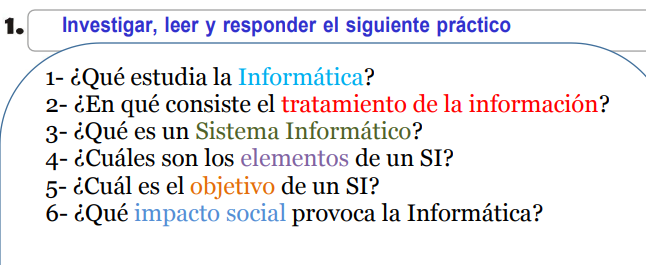 1. Investigar, leer y responder el siguiente práctico
1- ¿Qué estudia la Informática?
2- ¿En qué consiste el tratamiento de la información?
3- ¿Qué es un Sistema Informático?
4- ¿Cuáles son los elementos de un SI?
5- ¿Cuál es el objetivo de un SI?
6- ¿Qué impacto social provoca la Informática?